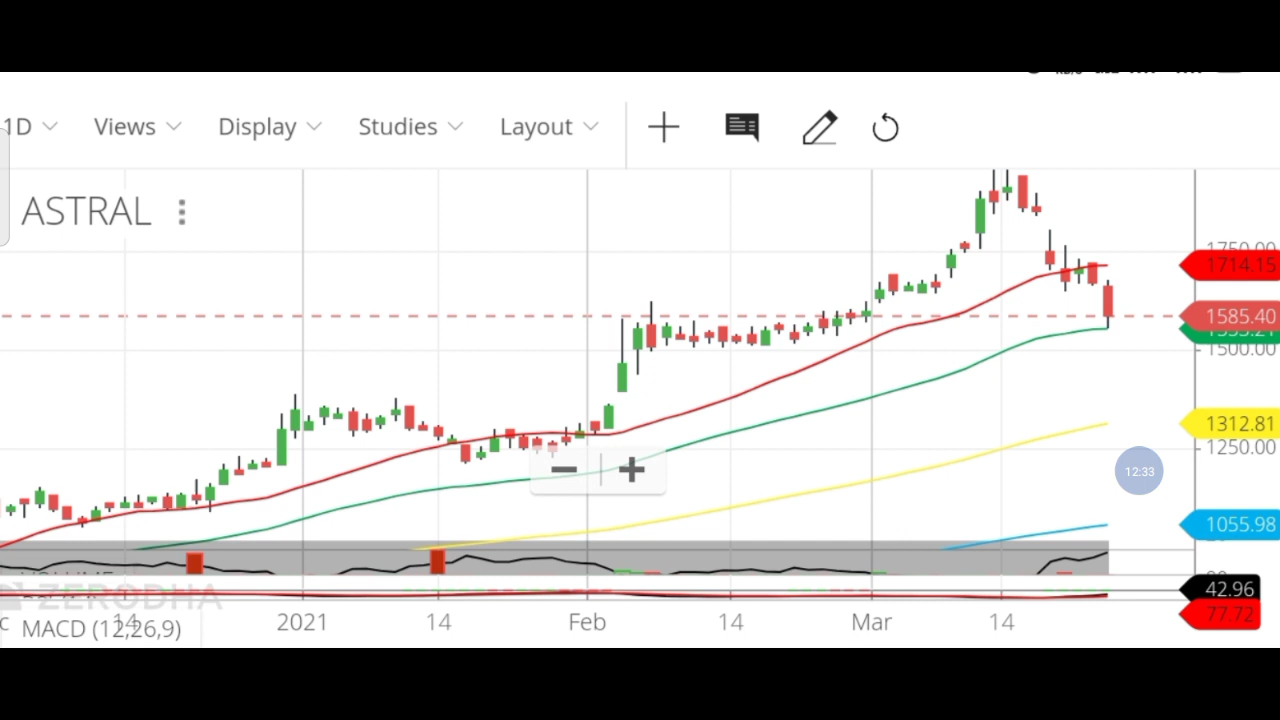 1D Views Display Studies Layout
ASTRAL
1750.00
1714.15
1585.40
1500.00
1312.81
1250.00
12:33
1055.98
ZERODHA
42.96
77.72
14 2021 14 Feb 14 Mar 14
MACD (12,26,9)